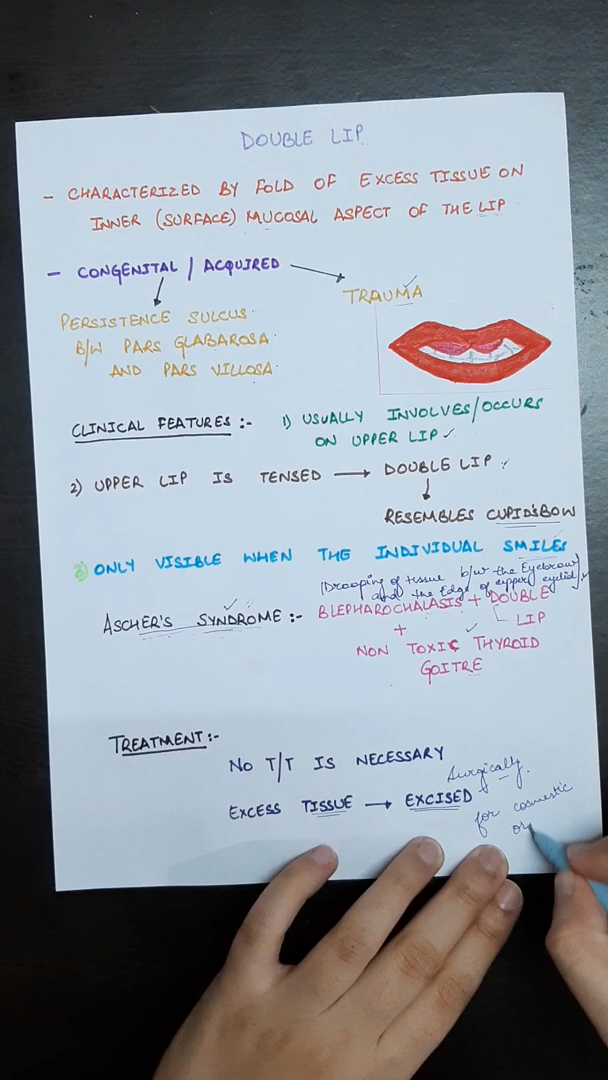 DOUBLE LIP
- CHARACTERIZED BY FOLD OF EXCESS TISSUE ON
INNER (SURFACE) MUCOSAL ASPECT OF THE LIP
- CONGENITAL / ACQUIRED
TRAUMA
PERSISTENCE SULCUS
B/W PARS GLABAROSA
AND PARS VILLOSA
CLINICAL FEATURES :- 1) USUALLY INVOLVES/OCCURS
ON UPPER LIP
2) UPPER LIP IS TENSED → DOUBLE LIP
RESEMBLES CUPID'S BOW
3) ONLY VISIBLE WHEN THE INDIVIDUAL SMILES
(Drooping of tissue b/w the Eyebrow
and the Edge of upper eyelid)
ASCHER'S SYNDROME :- BLEPHAROCHALASIS + DOUBLE
LIP
+
NON TOXIC THYROID
GOITRE
TREATMENT :-
NO T/T IS NECESSARY
Surgically
EXCESS TISSUE → EXCISED
for cosmestic
or